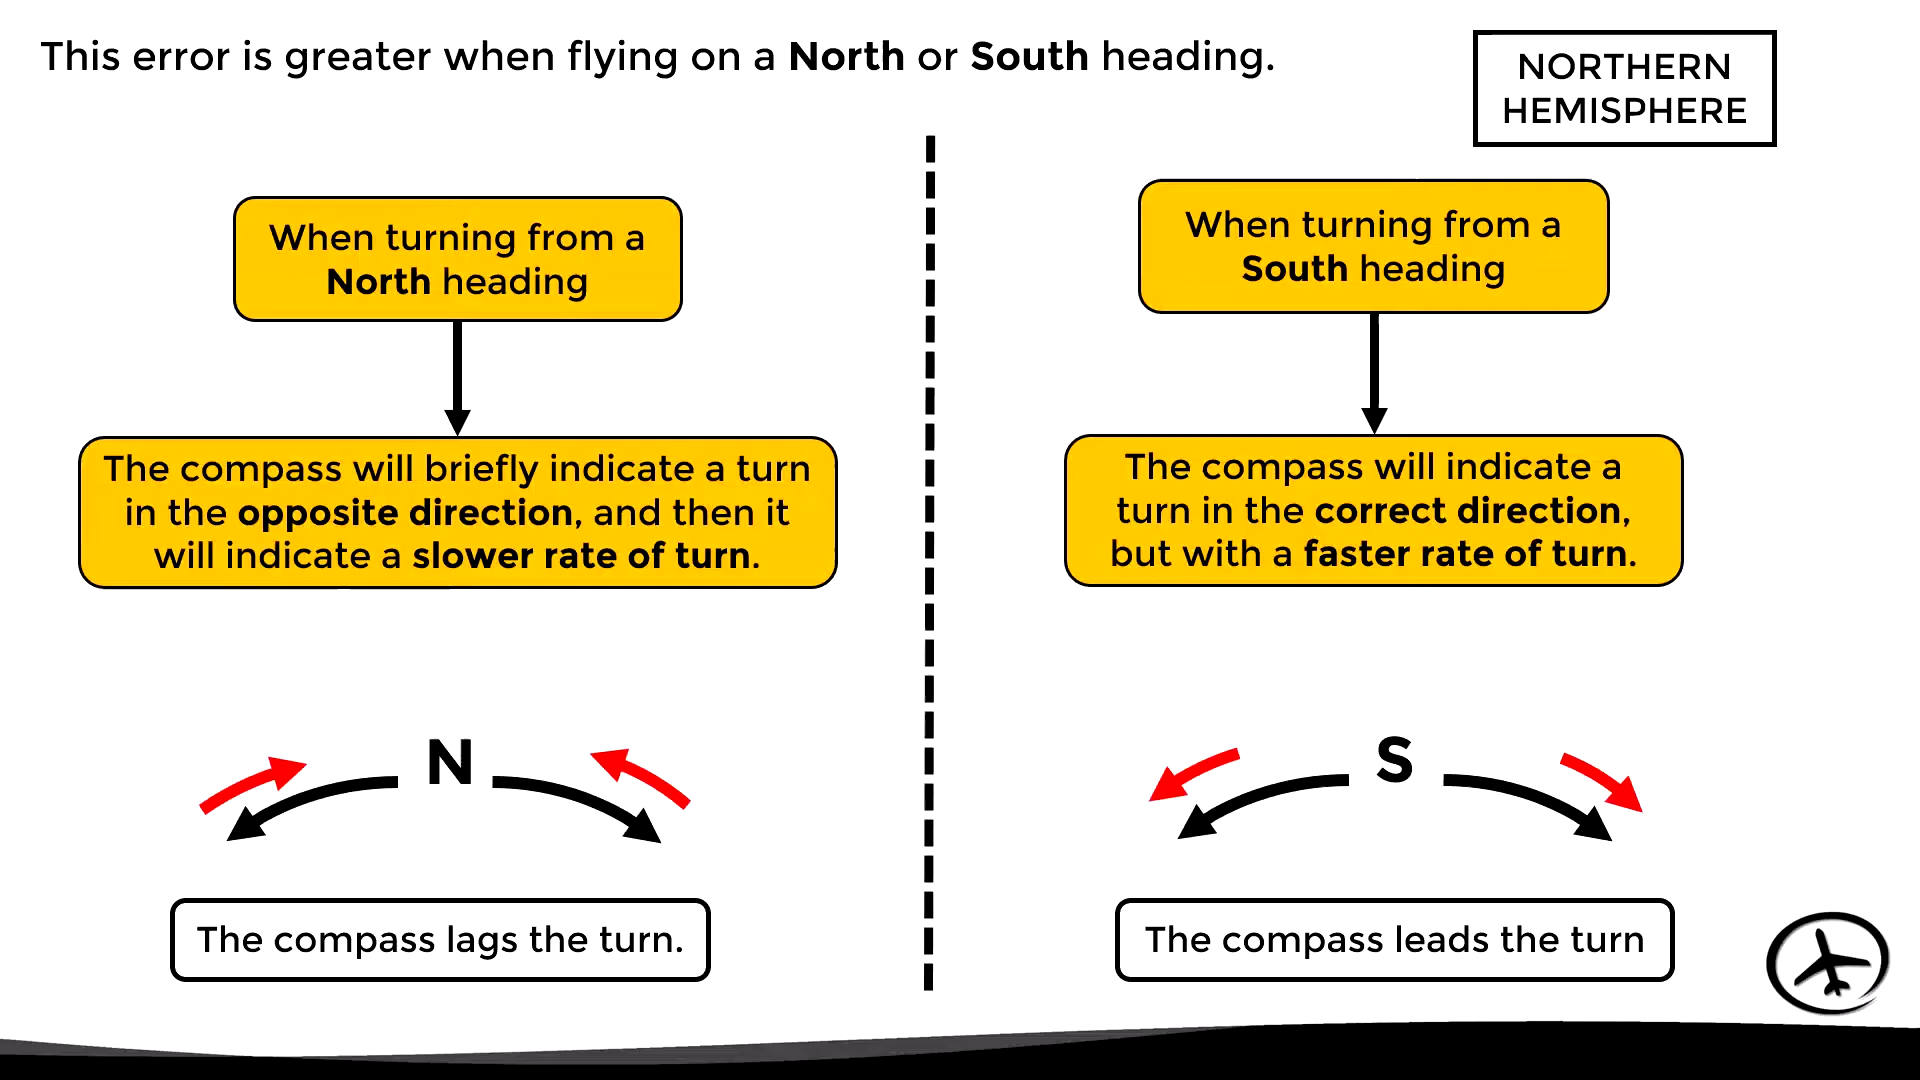 This error is greater when flying on a North or South heading.
NORTHERN
HEMISPHERE
When turning from a
North heading
The compass will briefly indicate a turn
in the opposite direction, and then it
will indicate a slower rate of turn.
N
The compass lags the turn.
When turning from a
South heading
The compass will indicate a
turn in the correct direction,
but with a faster rate of turn.
S
The compass leads the turn